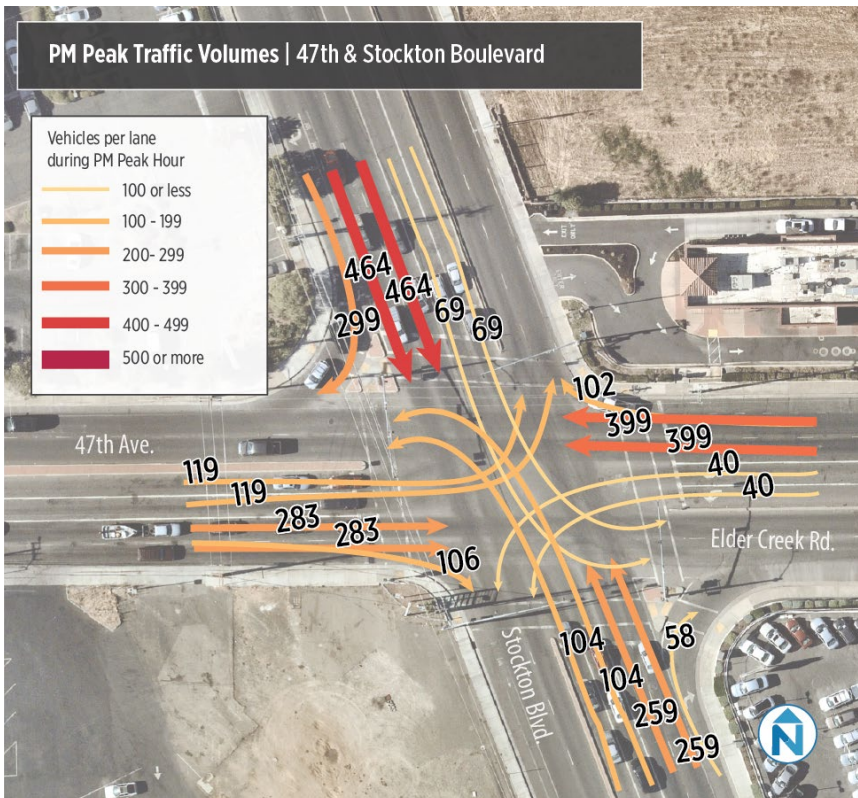 PM Peak Traffic Volumes | 47th & Stockton Boulevard
Vehicles per lane
during PM Peak Hour
100 or less
100 - 199
200- 299
300 - 399
400 - 499
500 or more
464
464
299
69
69
102
399
399
40
40
47th Ave.
119
119
283
283
106
Elder Creek Rd.
EXIT
ONLY
Stockton Blvd.
104
104
58
259
259
N